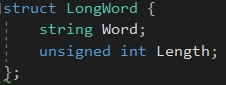 struct LongWord {
string Word;
unsigned int Length;
};